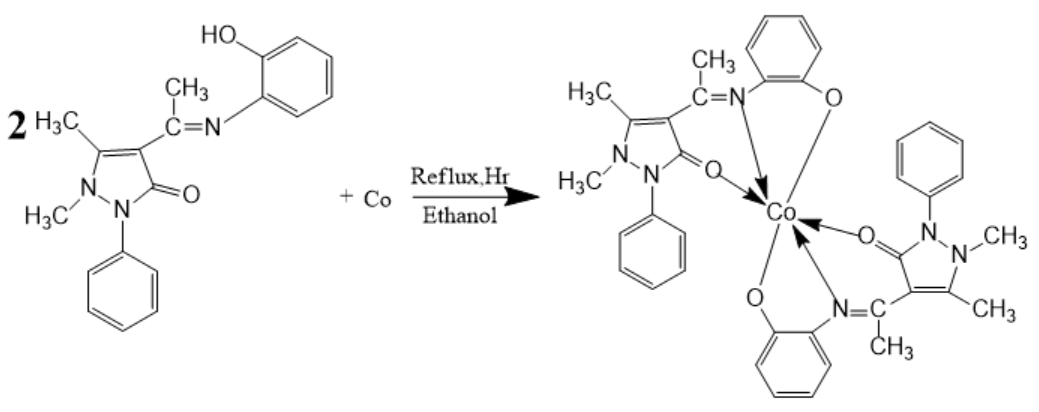 HO
CH3
2 H3C
C=N
N
H3C
N
O
+ Co
Reflux,Hr
Ethanol
CH3
H3C
C=N
O
N
H3C
N
O
Co
O
N
N
CH3
O
N=C
CH3
CH3